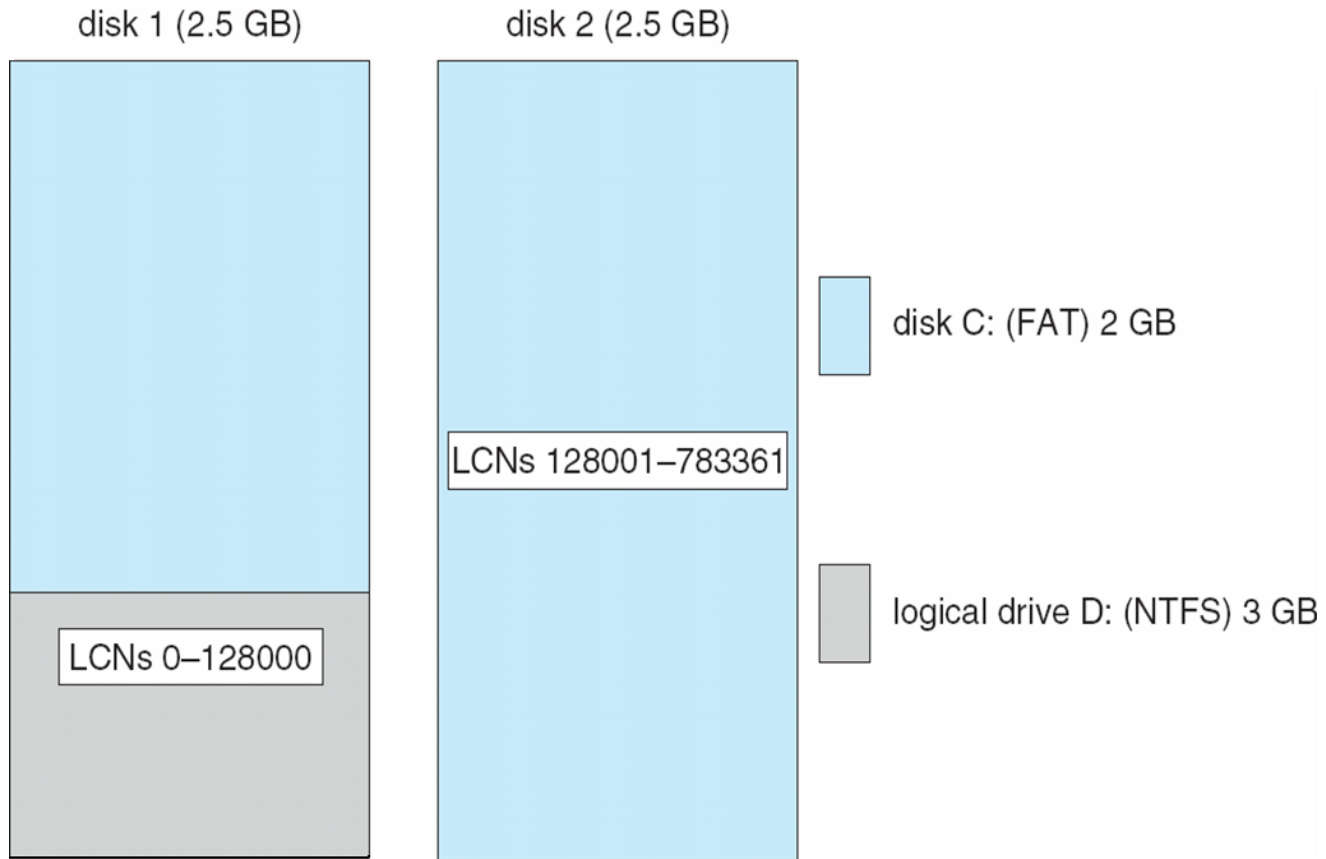 disk 1 (2.5 GB)
disk 2 (2.5 GB)
disk C: (FAT) 2 GB
LCNs 128001–783361
logical drive D: (NTFS) 3 GB
LCNs 0–128000